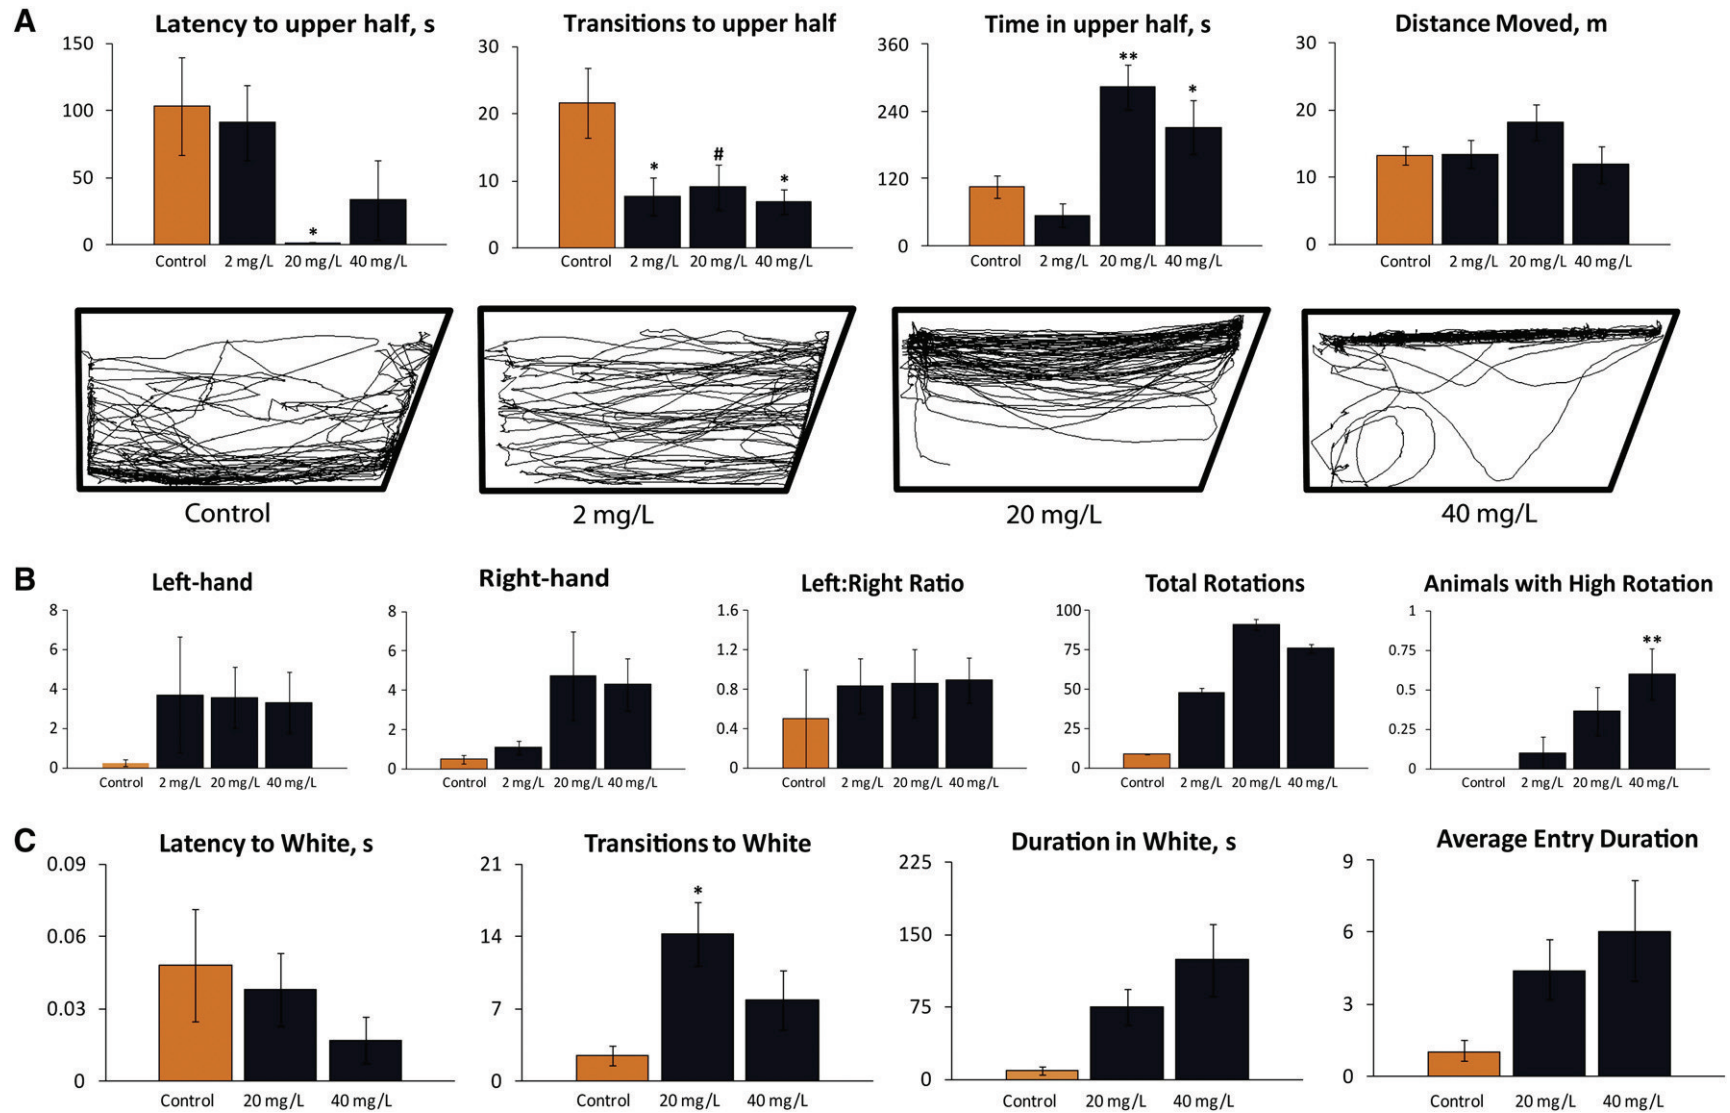 A
Latency to upper half, s
Transitions to upper half
Time in upper half, s
Distance Moved, m
150
100
50
0
*
Control 2 mg/L 20 mg/L 40 mg/L
30
20
10
0
* # *
Control 2 mg/L 20 mg/L 40 mg/L
360
240
120
0
** *
Control 2 mg/L 20 mg/L 40 mg/L
30
20
10
0
Control 2 mg/L 20 mg/L 40 mg/L
Control
2 mg/L
20 mg/L
40 mg/L
B
Left-hand
Right-hand
Left:Right Ratio
Total Rotations
Animals with High Rotation
8
6
4
2
0
Control 2 mg/L 20 mg/L 40 mg/L
8
6
4
2
0
Control 2 mg/L 20 mg/L 40 mg/L
1.6
1.2
0.8
0.4
0
Control 2 mg/L 20 mg/L 40 mg/L
100
75
50
25
0
Control 2 mg/L 20 mg/L 40 mg/L
1
0.75
0.5
0.25
0
**
Control 2 mg/L 20 mg/L 40 mg/L
C
Latency to White, s
Transitions to White
Duration in White, s
Average Entry Duration
0.09
0.06
0.03
0
Control 20 mg/L 40 mg/L
21
14
7
0
*
Control 20 mg/L 40 mg/L
225
150
75
0
Control 20 mg/L 40 mg/L
9
6
3
0
Control 20 mg/L 40 mg/L